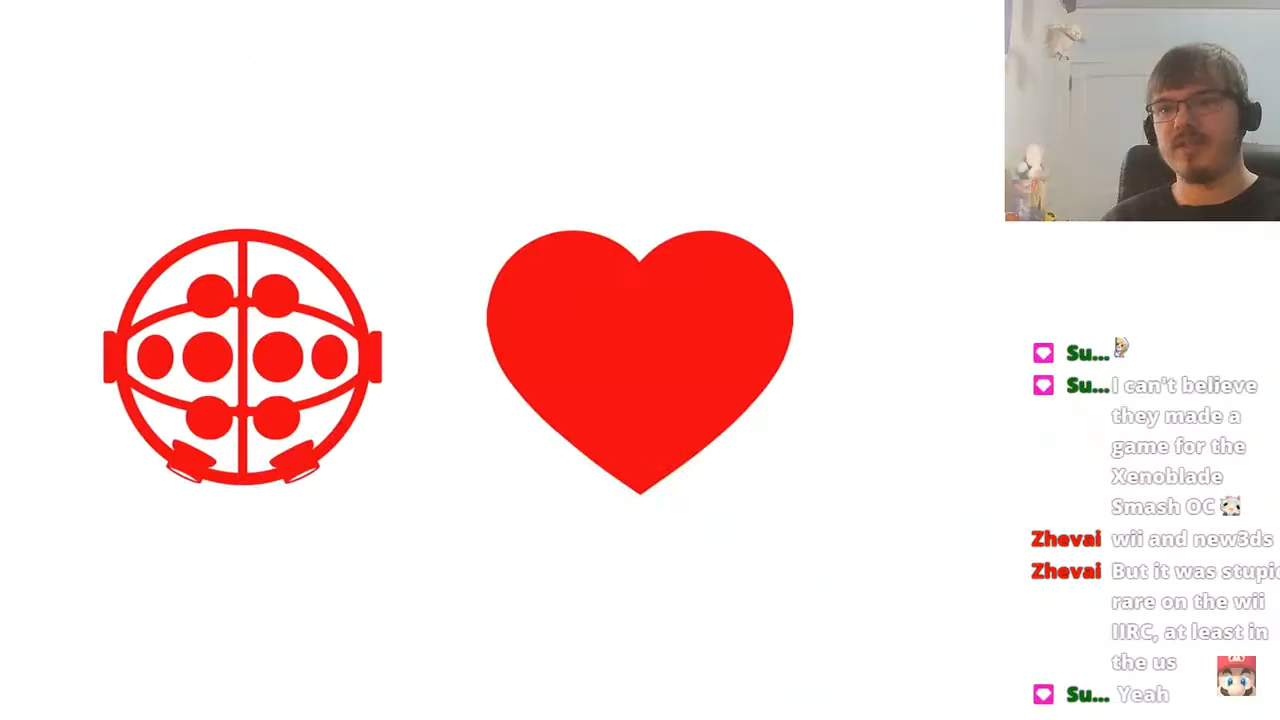 Su...
Su... I can't believe
they made a
game for the
Xenoblade
Smash OC
Zhevai wii and new3ds
Zhevai But it was stupid
rare on the wii
IIRC, at least in
the us
Su... Yeah